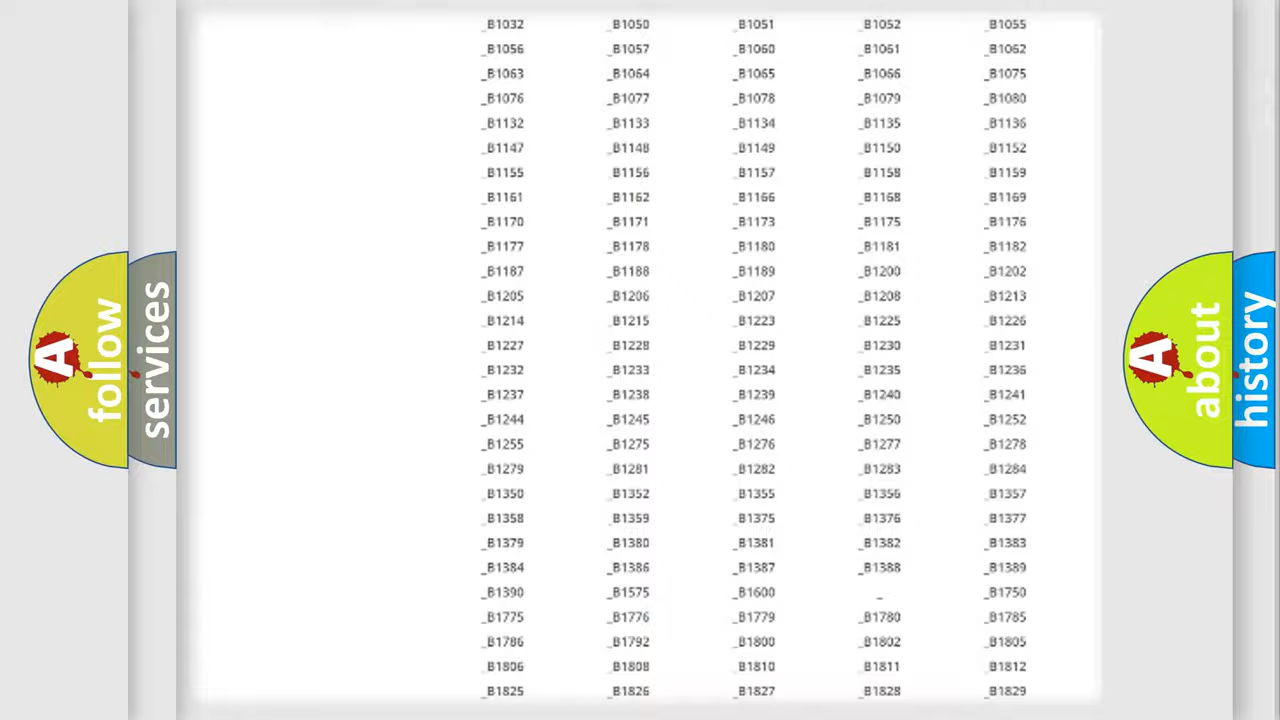 _B1032 _B1050 _B1051 _B1052 _B1055
_B1056 _B1057 _B1060 _B1061 _B1062
_B1063 _B1064 _B1065 _B1066 _B1075
_B1076 _B1077 _B1078 _B1079 _B1080
_B1132 _B1133 _B1134 _B1135 _B1136
_B1147 _B1148 _B1149 _B1150 _B1152
_B1155 _B1156 _B1157 _B1158 _B1159
_B1161 _B1162 _B1166 _B1168 _B1169
_B1170 _B1171 _B1173 _B1175 _B1176
_B1177 _B1178 _B1180 _B1181 _B1182
_B1187 _B1188 _B1189 _B1200 _B1202
_B1205 _B1206 _B1207 _B1208 _B1213
_B1214 _B1215 _B1223 _B1225 _B1226
_B1227 _B1228 _B1229 _B1230 _B1231
_B1232 _B1233 _B1234 _B1235 _B1236
_B1237 _B1238 _B1239 _B1240 _B1241
_B1244 _B1245 _B1246 _B1250 _B1252
_B1255 _B1275 _B1276 _B1277 _B1278
_B1279 _B1281 _B1282 _B1283 _B1284
_B1350 _B1352 _B1355 _B1356 _B1357
_B1358 _B1359 _B1375 _B1376 _B1377
_B1379 _B1380 _B1381 _B1382 _B1383
_B1384 _B1386 _B1387 _B1388 _B1389
_B1390 _B1575 _B1600 _ _B1750
_B1775 _B1776 _B1779 _B1780 _B1785
_B1786 _B1792 _B1800 _B1802 _B1805
_B1806 _B1808 _B1810 _B1811 _B1812
_B1825 _B1826 _B1827 _B1828 _B1829
A
follow
services
A
about
history